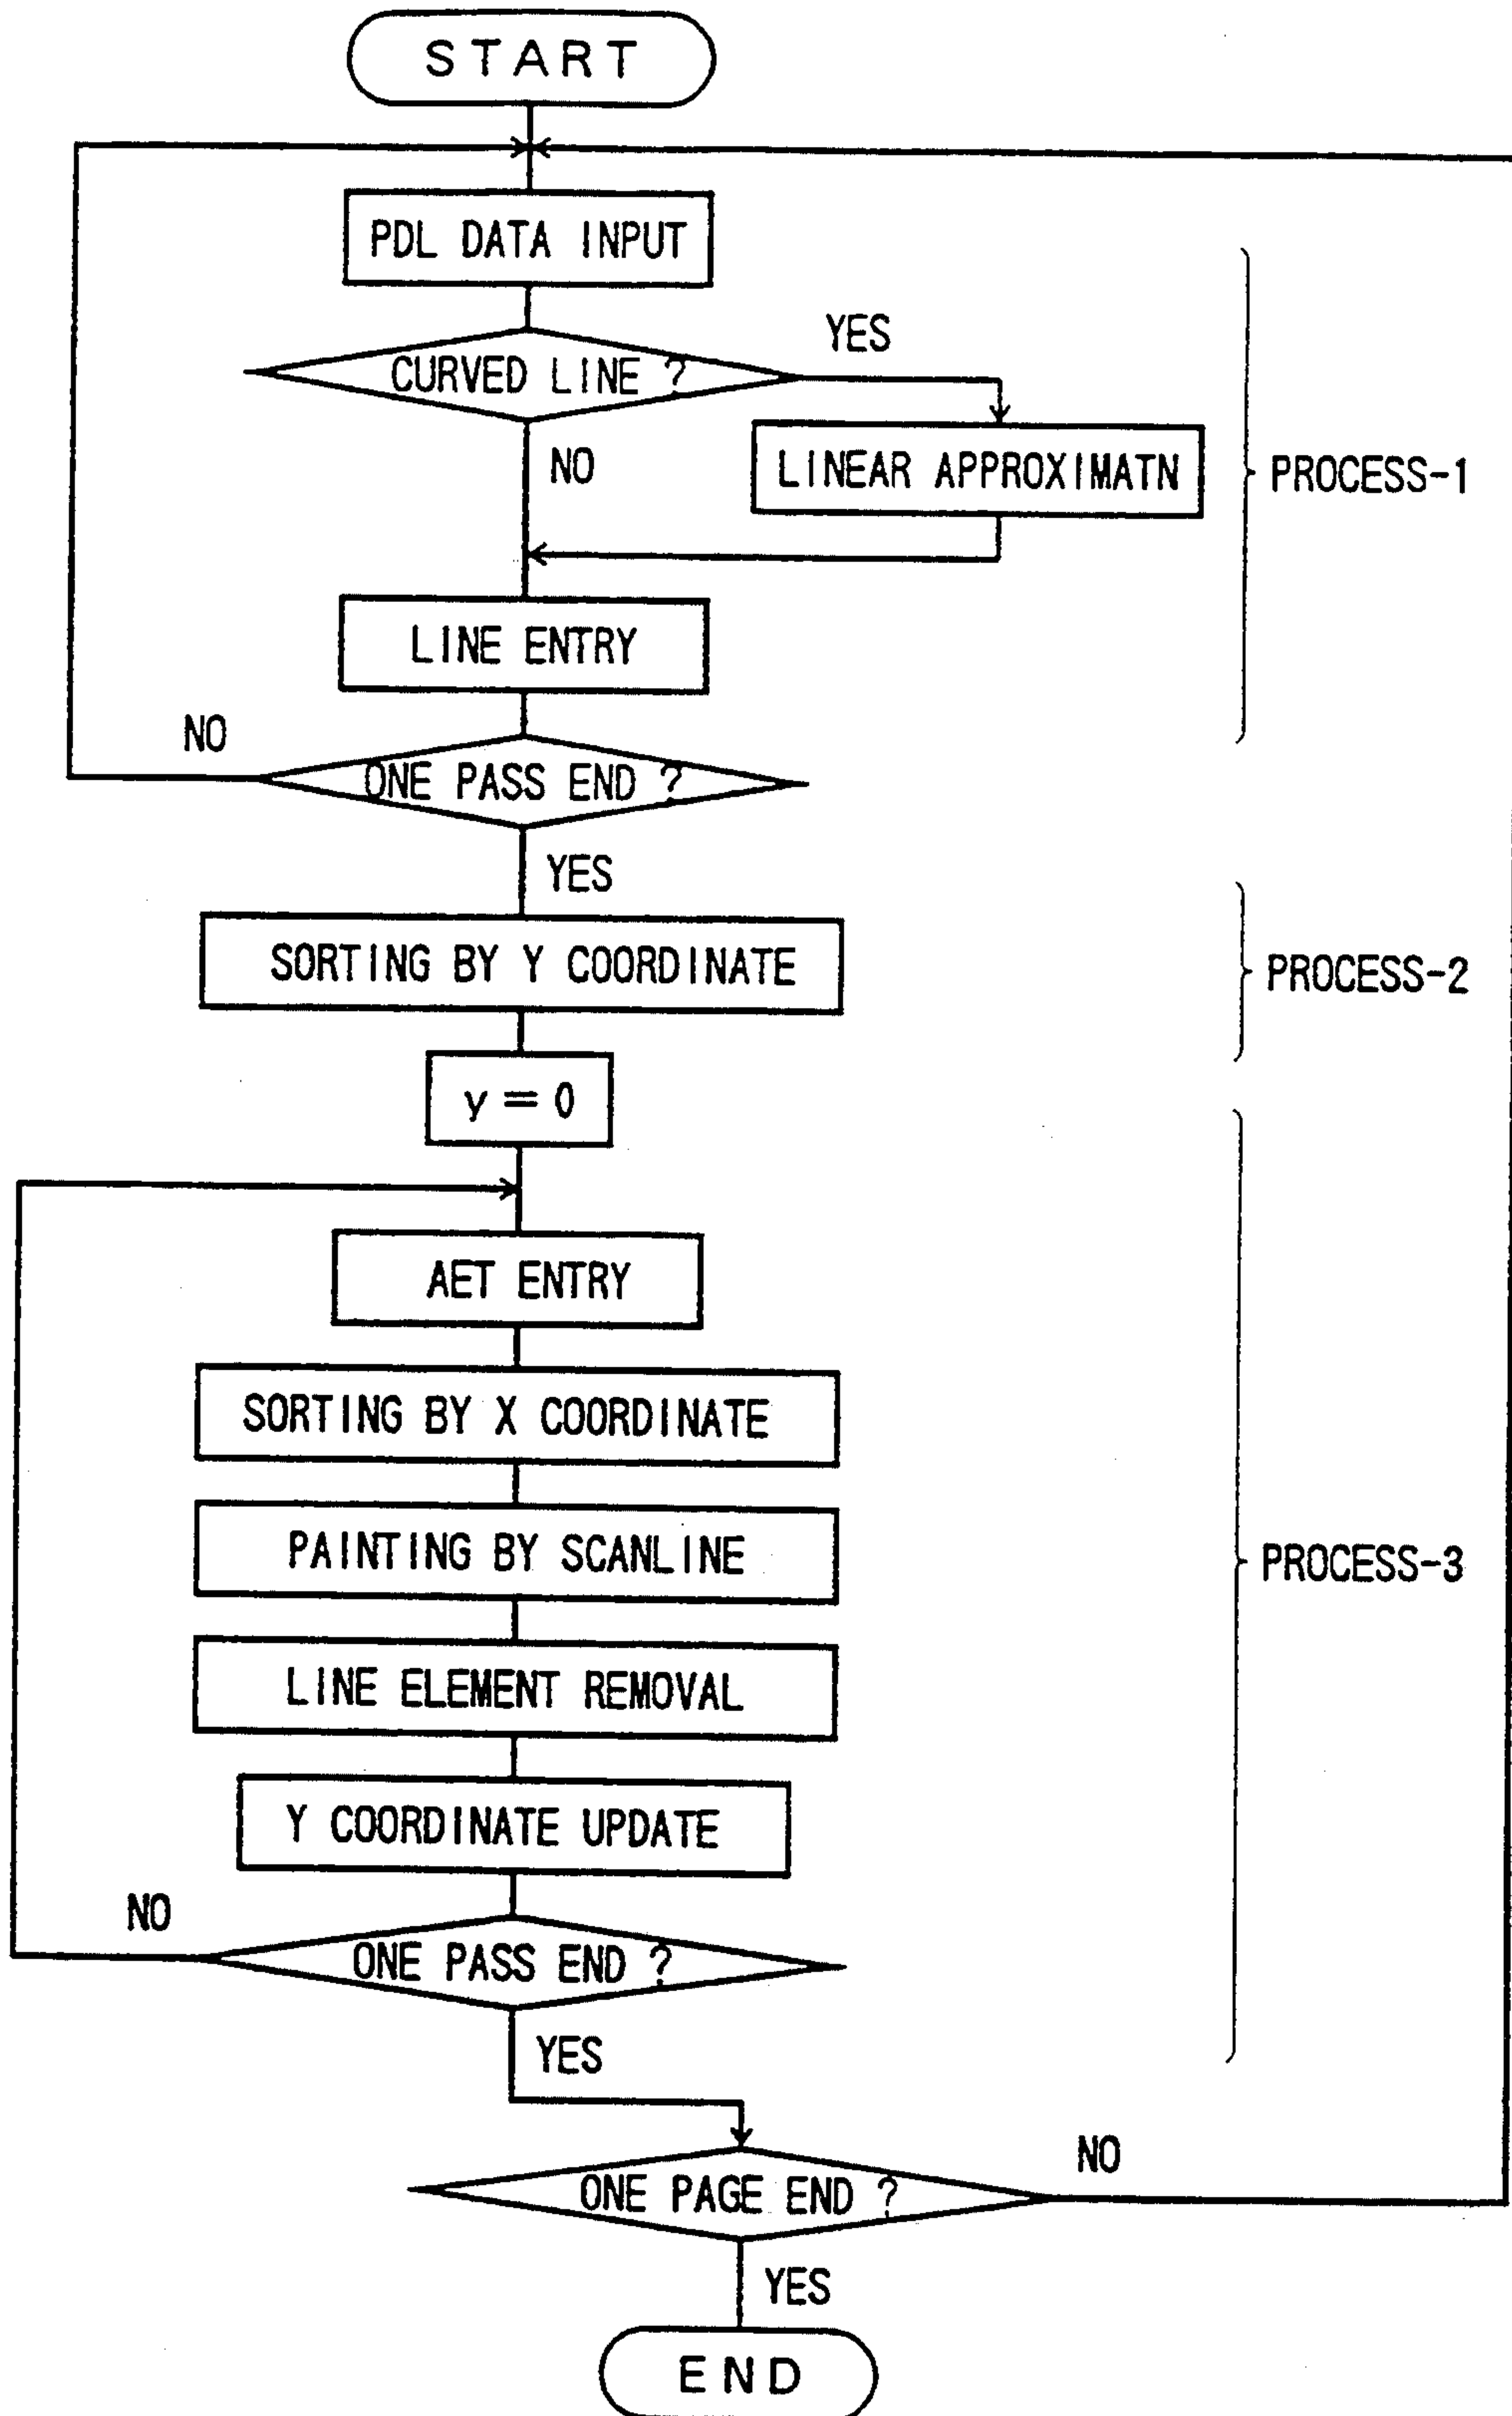 START
PDL DATA INPUT
YES
CURVED LINE ?
NO
LINEAR APPROXIMATN
PROCESS-1
LINE ENTRY
NO
ONE PASS END ?
YES
SORTING BY Y COORDINATE
PROCESS-2
y = 0
AET ENTRY
SORTING BY X COORDINATE
PAINTING BY SCANLINE
PROCESS-3
LINE ELEMENT REMOVAL
Y COORDINATE UPDATE
NO
ONE PASS END ?
YES
NO
ONE PAGE END ?
YES
END